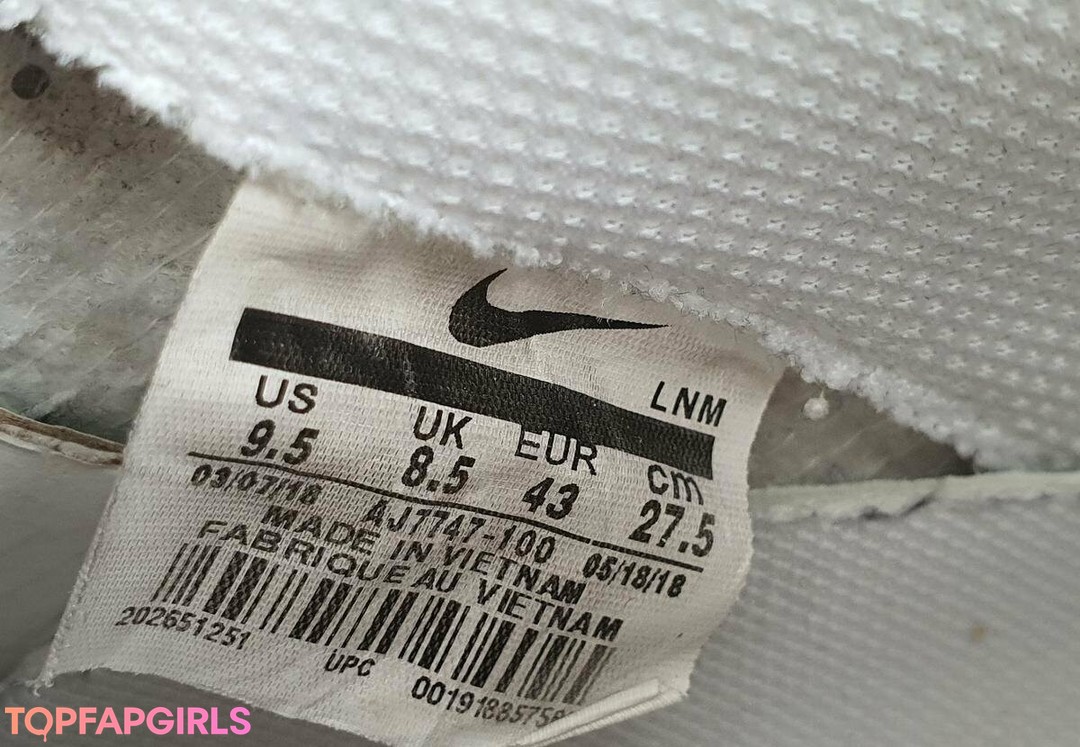 LNM
US UK EUR cm
9.5 8.5 43 27.5
03/07/18 AJ7747-100 05/18/18
MADE IN VIETNAM
FABRIQUE AU VIETNAM
202651251 UPC
TOPFAPGIRLS